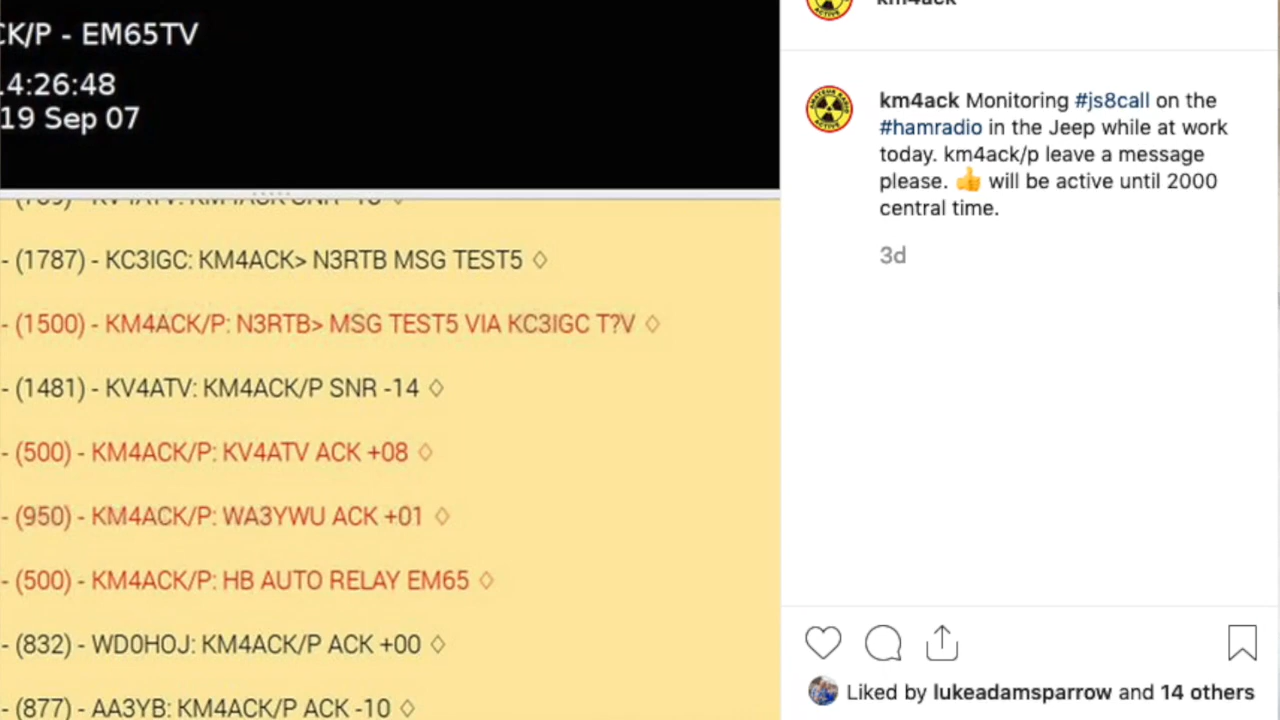 CK/P - EM65TV
4:26:48
19 Sep 07
- (1787) - KC3IGC: KM4ACK> N3RTB MSG TEST5 ♢
- (1500) - KM4ACK/P: N3RTB> MSG TEST5 VIA KC3IGC T?V ♢
- (1481) - KV4ATV: KM4ACK/P SNR -14 ♢
- (500) - KM4ACK/P: KV4ATV ACK +08 ♢
- (950) - KM4ACK/P: WA3YWU ACK +01 ♢
- (500) - KM4ACK/P: HB AUTO RELAY EM65 ♢
- (832) - WD0HOJ: KM4ACK/P ACK +00 ♢
- (877) - AA3YB: KM4ACK/P ACK -10 ♢
km4ack
km4ack Monitoring #js8call on the
#hamradio in the Jeep while at work
today. km4ack/p leave a message
please. 👍 will be active until 2000
central time.
3d
Liked by lukeadamsparrow and 14 others